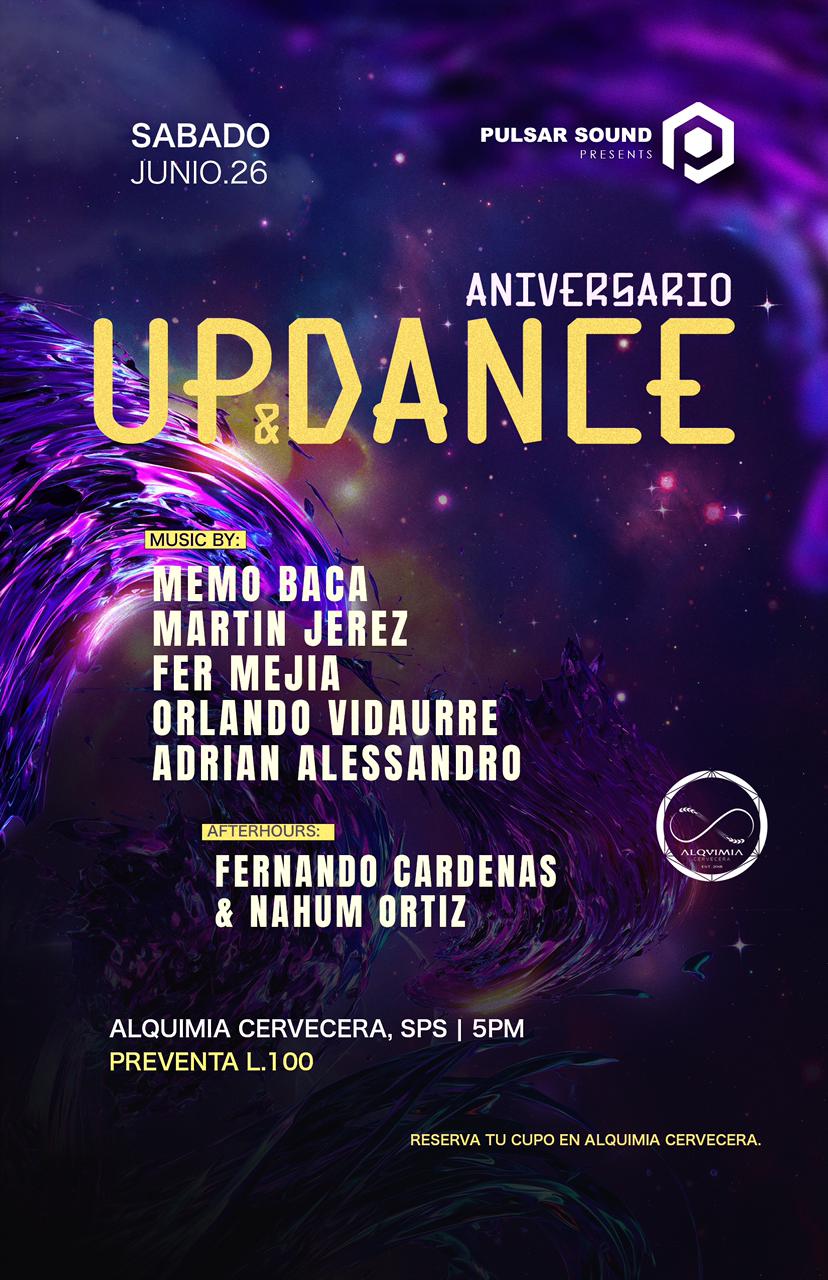 SABADO
JUNIO.26
PULSAR SOUND
PRESENTS
ANIVERSARIO
UP&DANCE
MUSIC BY:
MEMO BACA
MARTIN JEREZ
FER MEJIA
ORLANDO VIDAURRE
ADRIAN ALESSANDRO
AFTERHOURS:
FERNANDO CARDENAS
& NAHUM ORTIZ
ALQVIMIA
CERVECERA
EST. 2018
ALQUIMIA CERVECERA, SPS | 5PM
PREVENTA L.100
RESERVA TU CUPO EN ALQUIMIA CERVECERA.